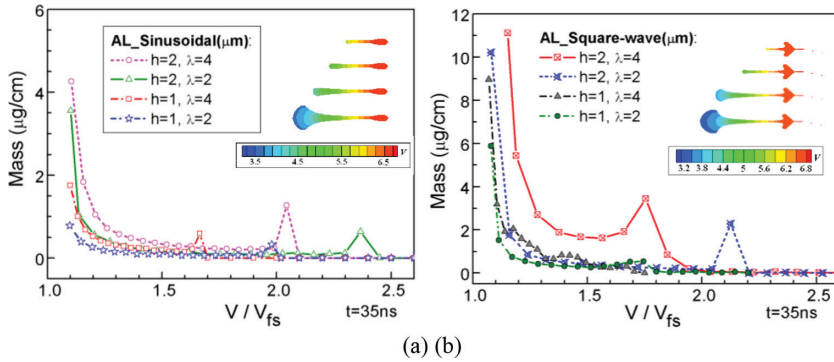 AL_Sinusoidal(μm):
h=2, λ=4
h=2, λ=2
h=1, λ=4
h=1, λ=2
3.5 4.5 5.5 6.5 V
Mass (μg/cm)
6
4
2
0
1.0 1.5 2.0 2.5
V / Vfs
t=35ns
AL_Square-wave(μm):
h=2, λ=4
h=2, λ=2
h=1, λ=4
h=1, λ=2
3.2 3.8 4.4 5 5.6 6.2 6.8 V
Mass (μg/cm)
12
10
8
6
4
2
0
1.0 1.5 2.0 2.5
V / Vfs
t=35ns
(a) (b)